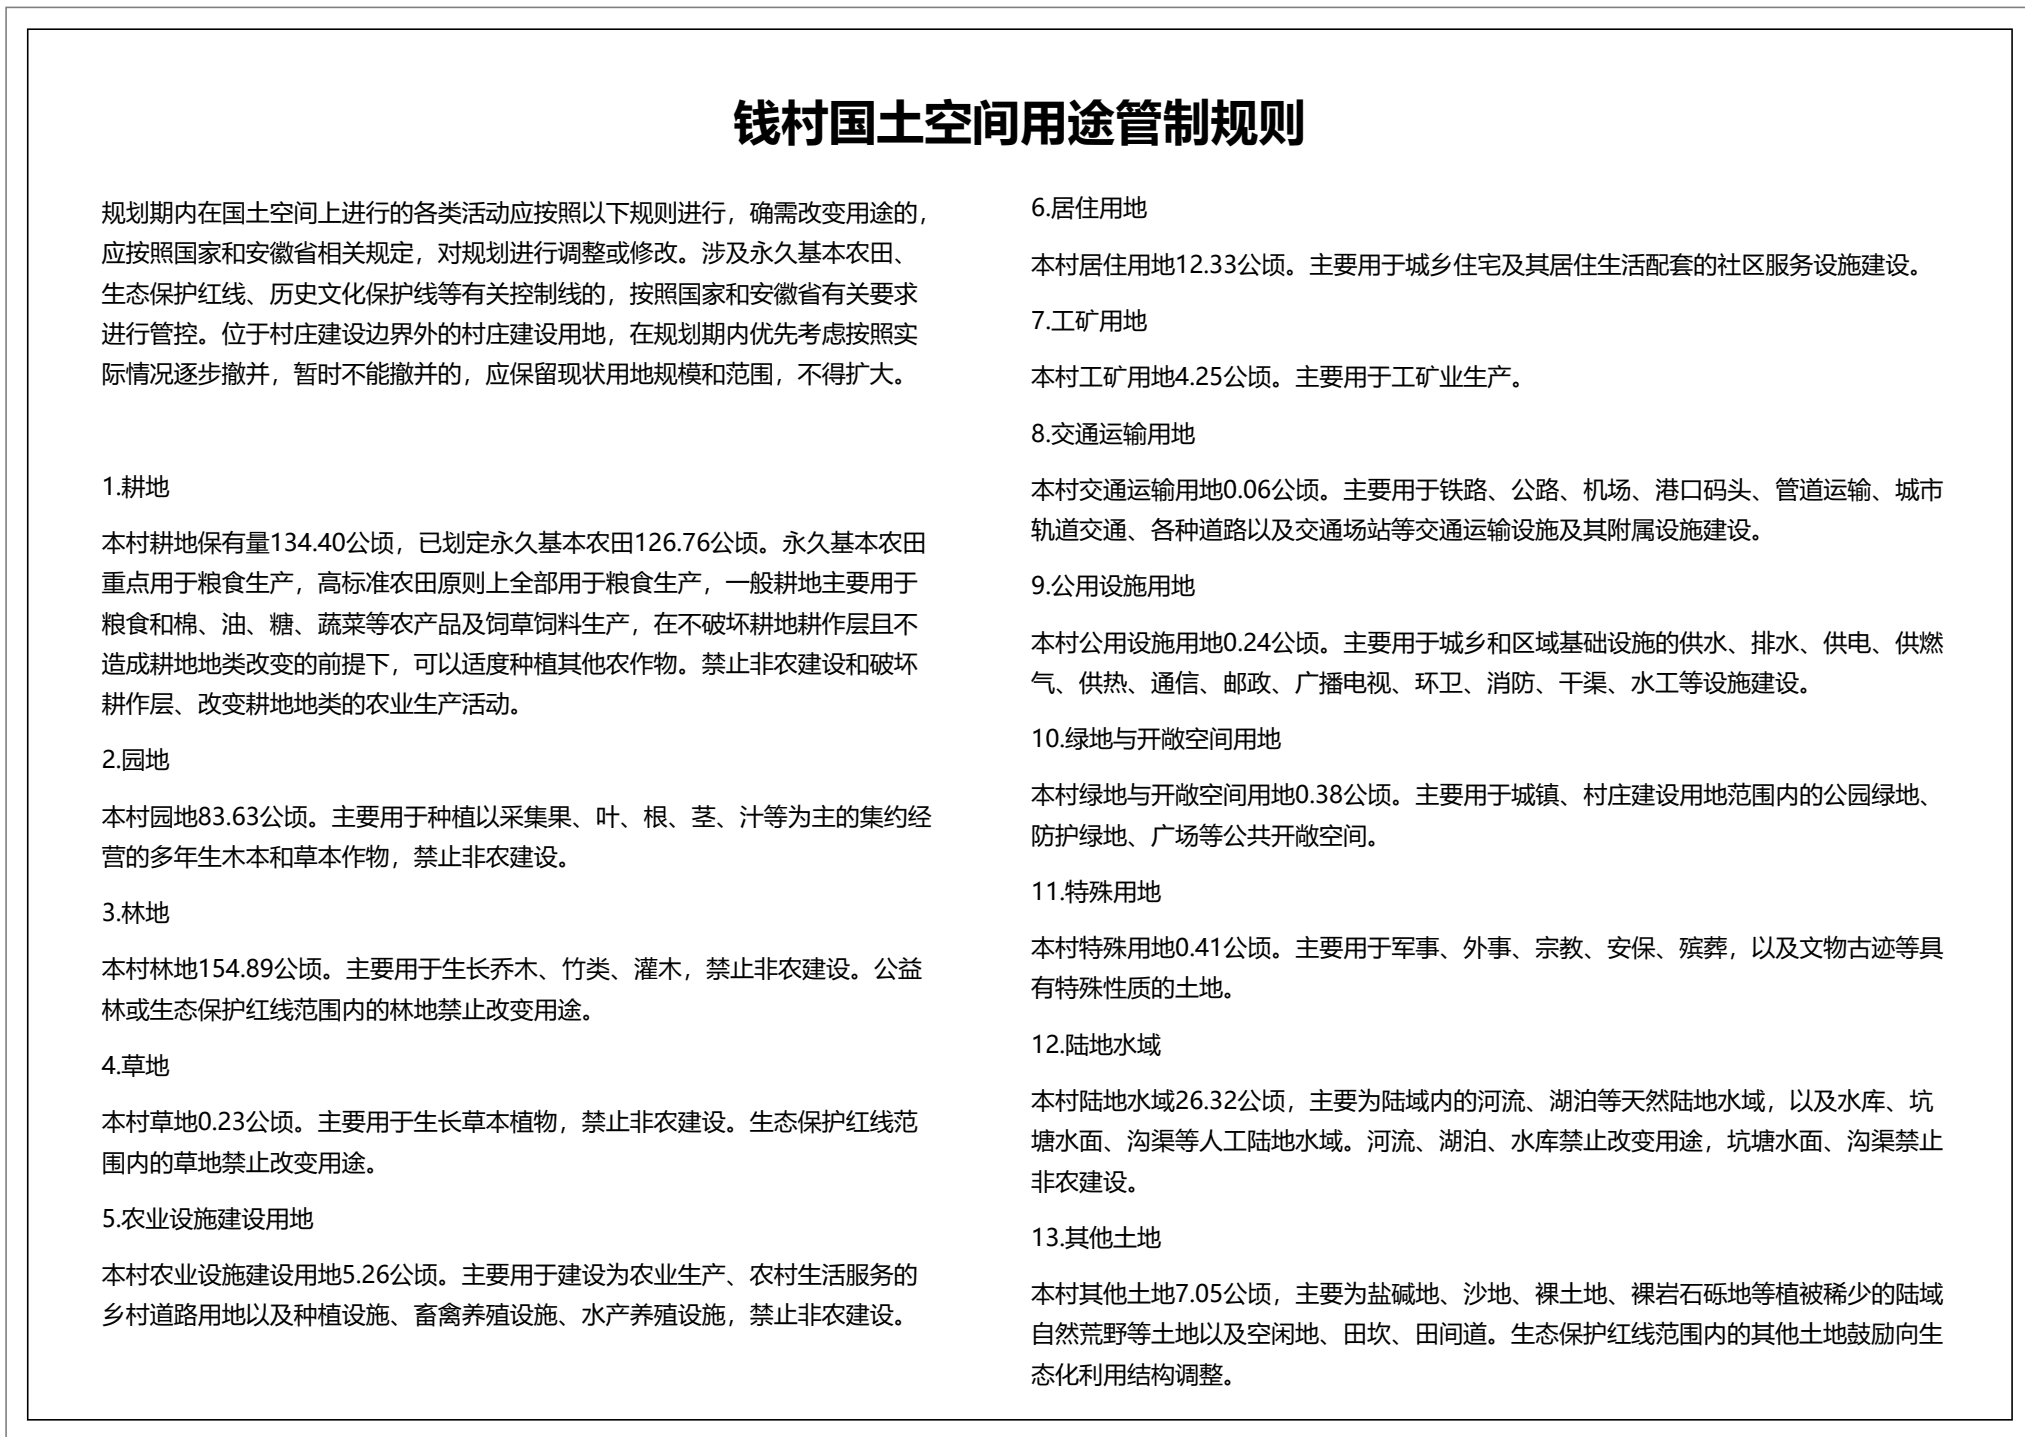 钱村国土空间用途管制规则
规划期内在国土空间上进行的各类活动应按照以下规则进行，确需改变用途的，
应按照国家和安徽省相关规定，对规划进行调整或修改。涉及永久基本农田、
生态保护红线、历史文化保护线等有关控制线的，按照国家和安徽省有关要求
进行管控。位于村庄建设边界外的村庄建设用地，在规划期内优先考虑按照实
际情况逐步撤并，暂时不能撤并的，应保留现状用地规模和范围，不得扩大。
1.耕地
本村耕地保有量134.40公顷，已划定永久基本农田126.76公顷。永久基本农田
重点用于粮食生产，高标准农田原则上全部用于粮食生产，一般耕地主要用于
粮食和棉、油、糖、蔬菜等农产品及饲草饲料生产，在不破坏耕地耕作层且不
造成耕地地类改变的前提下，可以适度种植其他农作物。禁止非农建设和破坏
耕作层、改变耕地地类的农业生产活动。
2.园地
本村园地83.63公顷。主要用于种植以采集果、叶、根、茎、汁等为主的集约经
营的多年生木本和草本作物，禁止非农建设。
3.林地
本村林地154.89公顷。主要用于生长乔木、竹类、灌木，禁止非农建设。公益
林或生态保护红线范围内的林地禁止改变用途。
4.草地
本村草地0.23公顷。主要用于生长草本植物，禁止非农建设。生态保护红线范
围内的草地禁止改变用途。
5.农业设施建设用地
本村农业设施建设用地5.26公顷。主要用于建设为农业生产、农村生活服务的
乡村道路用地以及种植设施、畜禽养殖设施、水产养殖设施，禁止非农建设。
6.居住用地
本村居住用地12.33公顷。主要用于城乡住宅及其居住生活配套的社区服务设施建设。
7.工矿用地
本村工矿用地4.25公顷。主要用于工矿业生产。
8.交通运输用地
本村交通运输用地0.06公顷。主要用于铁路、公路、机场、港口码头、管道运输、城市
轨道交通、各种道路以及交通场站等交通运输设施及其附属设施建设。
9.公用设施用地
本村公用设施用地0.24公顷。主要用于城乡和区域基础设施的供水、排水、供电、供燃
气、供热、通信、邮政、广播电视、环卫、消防、干渠、水工等设施建设。
10.绿地与开敞空间用地
本村绿地与开敞空间用地0.38公顷。主要用于城镇、村庄建设用地范围内的公园绿地、
防护绿地、广场等公共开敞空间。
11.特殊用地
本村特殊用地0.41公顷。主要用于军事、外事、宗教、安保、殡葬，以及文物古迹等具
有特殊性质的土地。
12.陆地水域
本村陆地水域26.32公顷，主要为陆域内的河流、湖泊等天然陆地水域，以及水库、坑
塘水面、沟渠等人工陆地水域。河流、湖泊、水库禁止改变用途，坑塘水面、沟渠禁止
非农建设。
13.其他土地
本村其他土地7.05公顷，主要为盐碱地、沙地、裸土地、裸岩石砾地等植被稀少的陆域
自然荒野等土地以及空闲地、田坎、田间道。生态保护红线范围内的其他土地鼓励向生
态化利用结构调整。